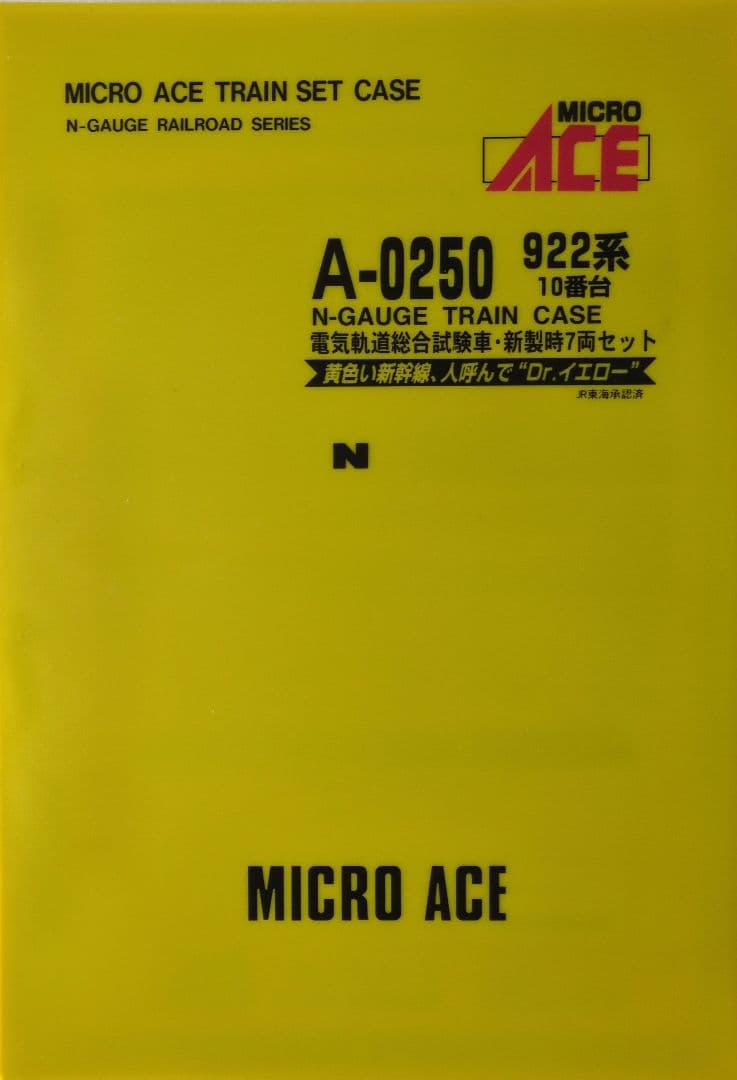 MICRO ACE TRAIN SET CASE
N-GAUGE RAILROAD SERIES
MICRO
ACE
A-0250 922系
10番台
N-GAUGE TRAIN CASE
電気軌道総合試験車・新製時7両セット
黄色い新幹線、人呼んで“Dr.イエロー”
JR東海承認済
N
MICRO ACE